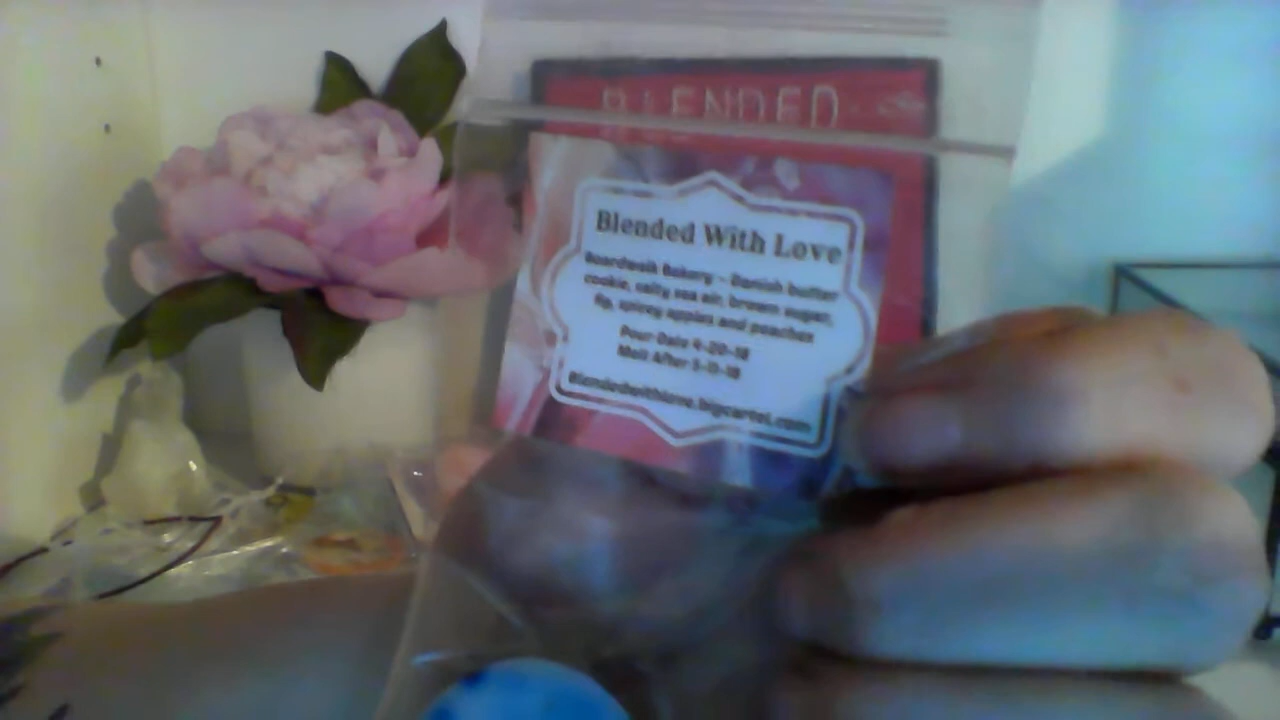 BLENDED
Blended With Love
Boardwalk Bakery - Danish butter
cookie, salty sea air, brown sugar,
spicey apples and peaches
Pour Date 4-20-18
Melt After 5-11-18
Blendedwithlove.bigcartel.com